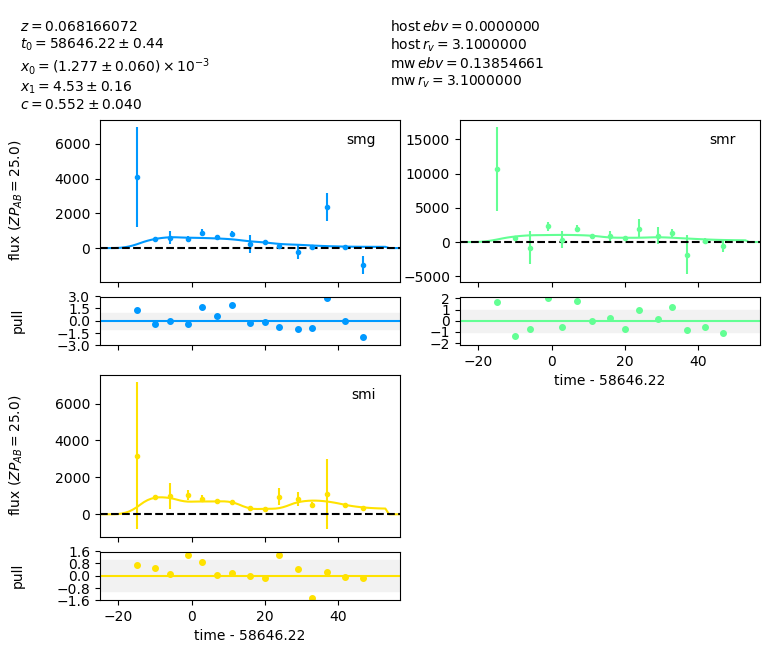 z = 0.068166072
t₀ = 58646.22 ± 0.44
x₀ = (1.277 ± 0.060) × 10⁻³
x₁ = 4.53 ± 0.16
c = 0.552 ± 0.040
host ebv = 0.0000000
host r_v = 3.1000000
mw ebv = 0.13854661
mw r_v = 3.1000000
smg
flux (ZP_AB = 25.0)
6000
4000
2000
0
smr
15000
10000
5000
0
−5000
pull
3.0
1.5
0.0
−1.5
−3.0
2
1
0
−1
−2
−20 0 20 40
time - 58646.22
smi
flux (ZP_AB = 25.0)
6000
4000
2000
0
pull
1.6
0.8
0.0
−0.8
−1.6
−20 0 20 40
time - 58646.22